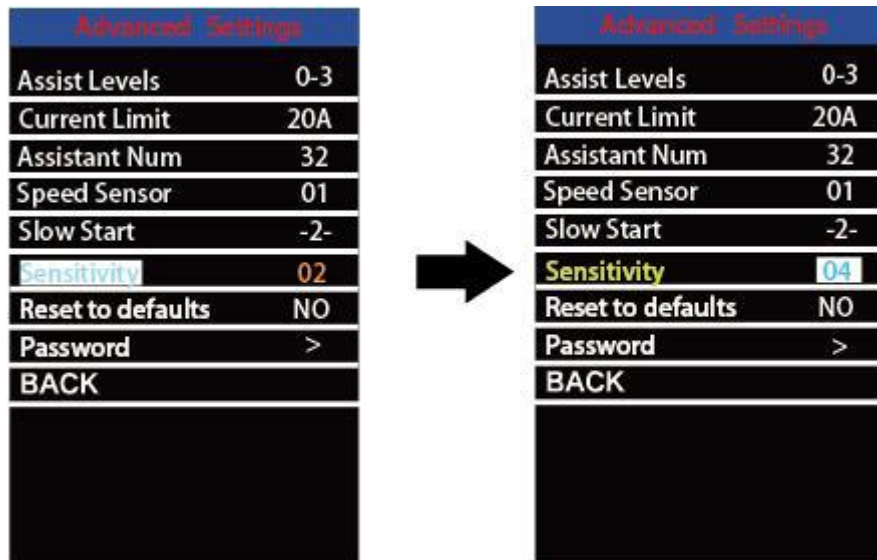 Advanced Settings
Assist Levels 0-3
Current Limit 20A
Assistant Num 32
Speed Sensor 01
Slow Start -2-
Sensitivity 02
Reset to defaults NO
Password >
BACK
Advanced Settings
Assist Levels 0-3
Current Limit 20A
Assistant Num 32
Speed Sensor 01
Slow Start -2-
Sensitivity 04
Reset to defaults NO
Password >
BACK